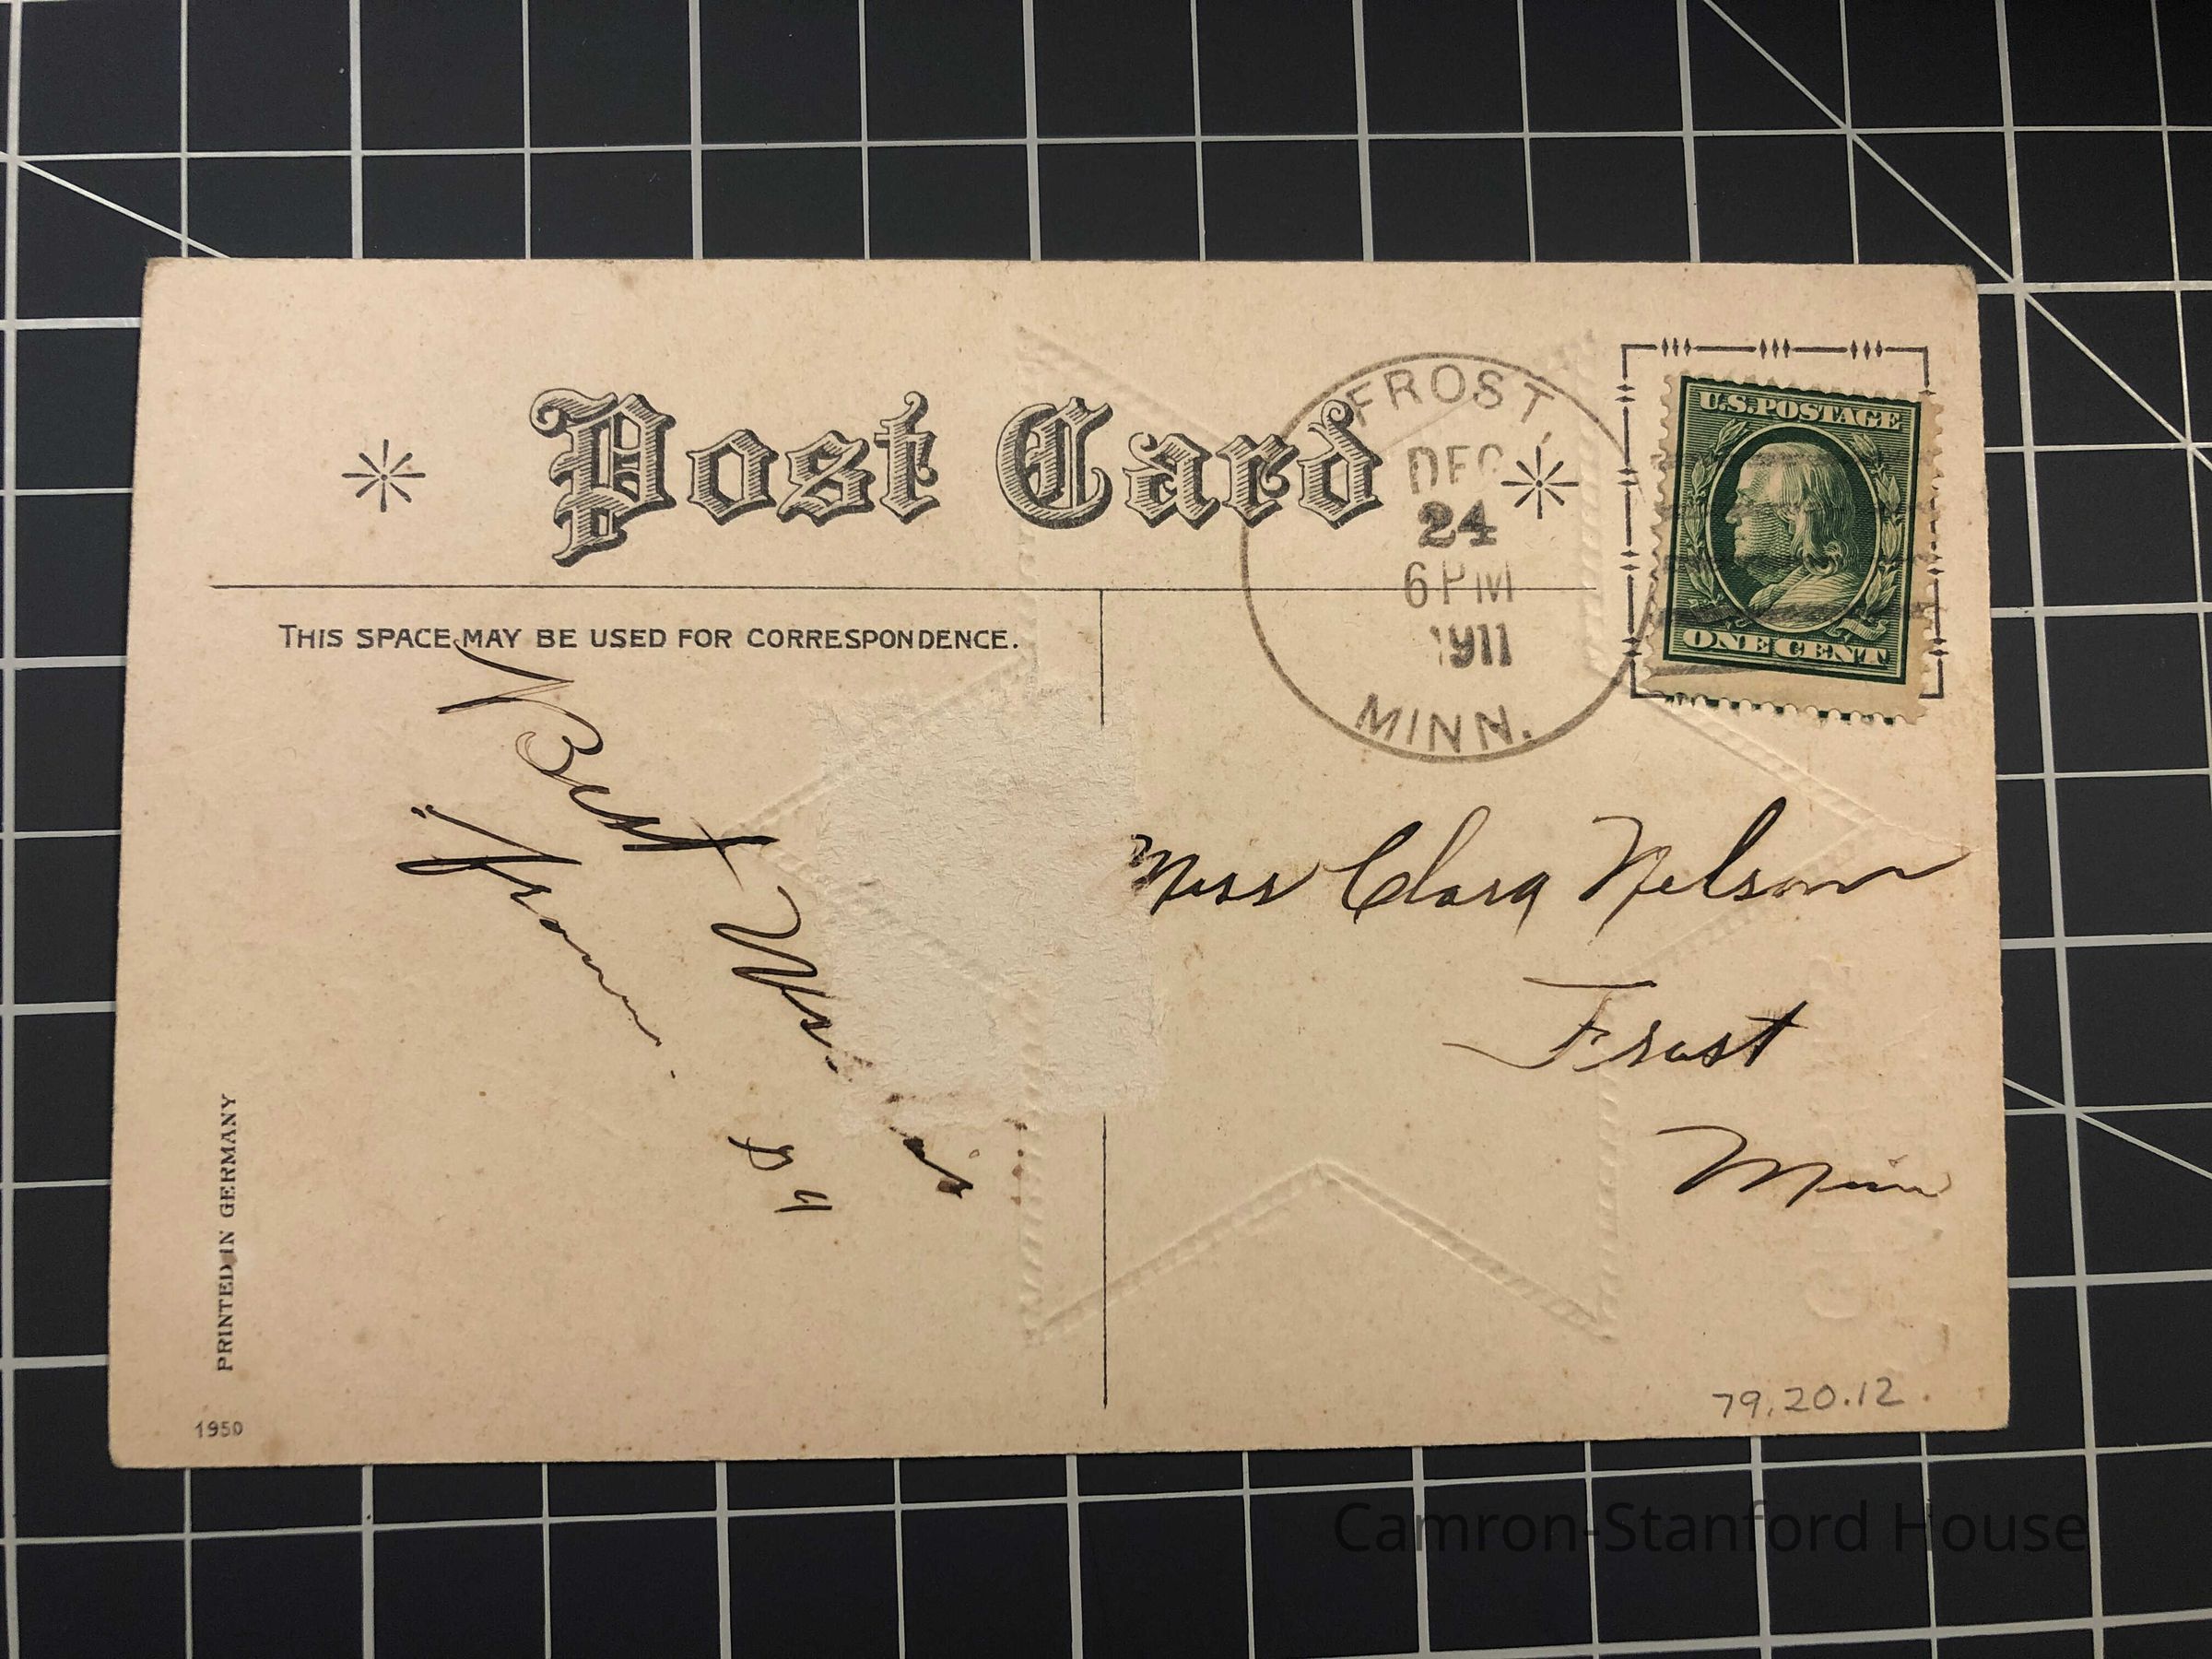 Post Card
FROST,
DEC
24
6 PM
1911
MINN.
U.S. POSTAGE
ONE CENT
THIS SPACE MAY BE USED FOR CORRESPONDENCE.
Best
From
Miss Clara Nelson
Frost
Minn
PRINTED IN GERMANY
1950
79.20.12.
Camron-Stanford House